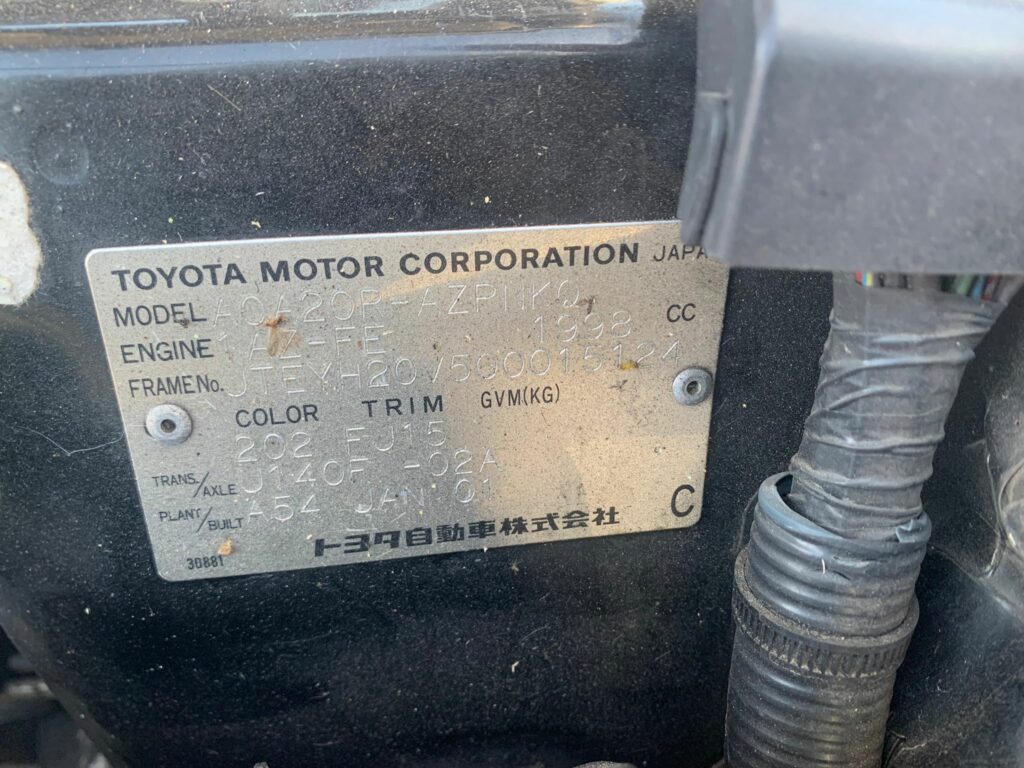 TOYOTA MOTOR CORPORATION JAPA
MODEL ACA20R-AZPNKQ
ENGINE 1AZ-FE 1998 CC
FRAME No. JTEYH20V500015124
COLOR TRIM GVM(KG)
202 FJ15
TRANS./AXLE U140F -02A
PLANT/BUILT A54 JAN 01 C
トヨタ自動車株式会社
30881